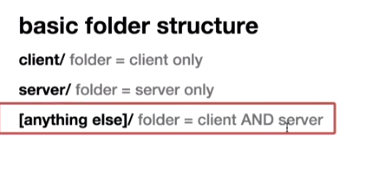 basic folder structure
client/ folder = client only
server/ folder = server only
[anything else]/ folder = client AND server